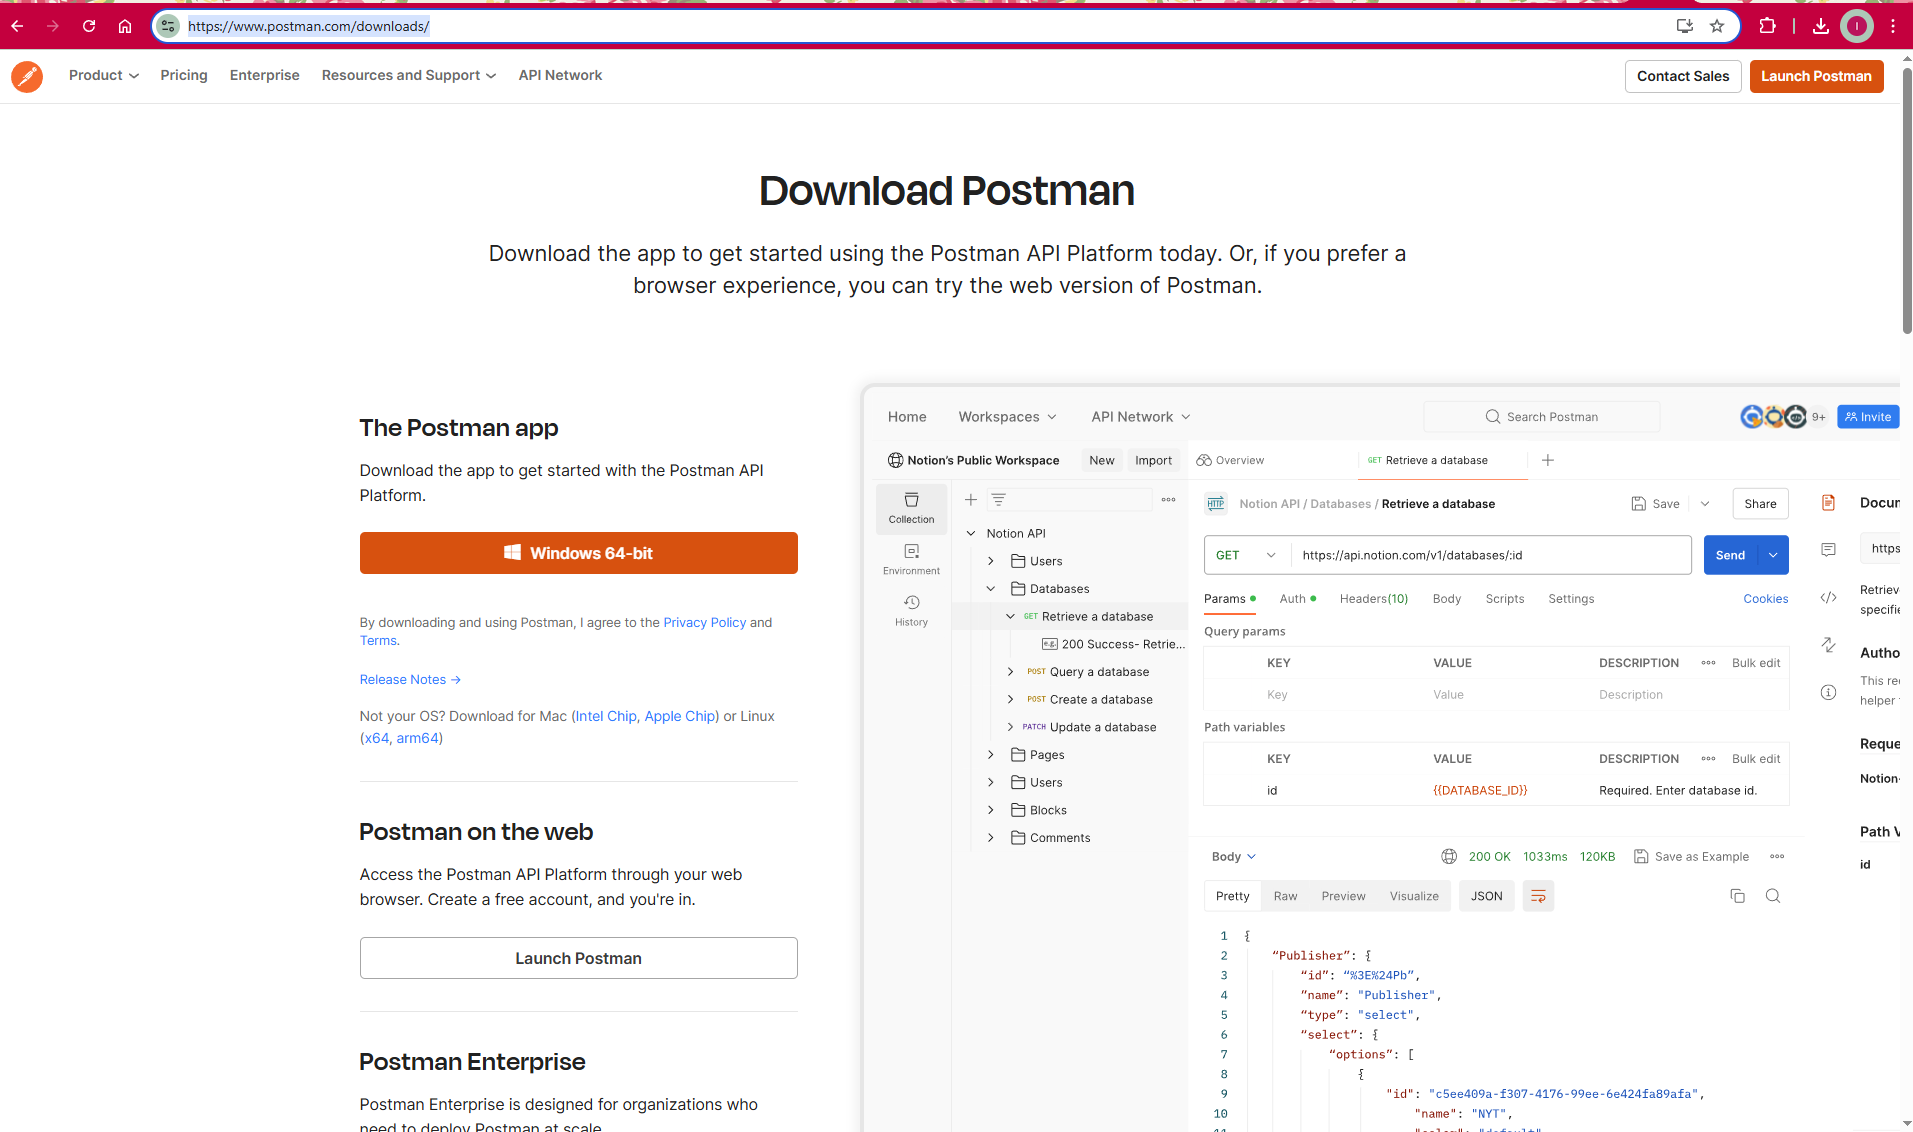 https://www.postman.com/downloads/
Product Pricing Enterprise Resources and Support API Network Contact Sales Launch Postman
Download Postman
Download the app to get started using the Postman API Platform today. Or, if you prefer a
browser experience, you can try the web version of Postman.
The Postman app
Download the app to get started with the Postman API
Platform.
Windows 64-bit
By downloading and using Postman, I agree to the Privacy Policy and
Terms.
Release Notes →
Not your OS? Download for Mac (Intel Chip, Apple Chip) or Linux
(x64, arm64)
Postman on the web
Access the Postman API Platform through your web
browser. Create a free account, and you're in.
Launch Postman
Postman Enterprise
Postman Enterprise is designed for organizations who
need to deploy Postman at scale
Home Workspaces API Network Search Postman 9+ Invite
Notion's Public Workspace New Import
Overview GET Retrieve a database
Collection
Environment
History
Notion API
Users
Databases
GET Retrieve a database
e.g. 200 Success- Retrie...
POST Query a database
POST Create a database
PATCH Update a database
Pages
Users
Blocks
Comments
HTTP Notion API / Databases / Retrieve a database Save Share
GET https://api.notion.com/v1/databases/:id Send
Params Auth Headers(10) Body Scripts Settings Cookies
Query params
KEY VALUE DESCRIPTION Bulk edit
Key Value Description
Path variables
KEY VALUE DESCRIPTION Bulk edit
id {{DATABASE_ID}} Required. Enter database id.
Body 200 OK 1033ms 120KB Save as Example
Pretty Raw Preview Visualize JSON
1 {
2 “Publisher”: {
3 “id”: “%3E%24Pb”,
4 “name”: "Publisher",
5 “type”: "select",
6 “select”: {
7 “options”: [
8 {
9 "id": "c5ee409a-f307-4176-99ee-6e424fa89afa",
10 "name": "NYT",
Docum
https
Retriev
specifie
Autho
This re
helper
Reque
Notion-
Path V
id